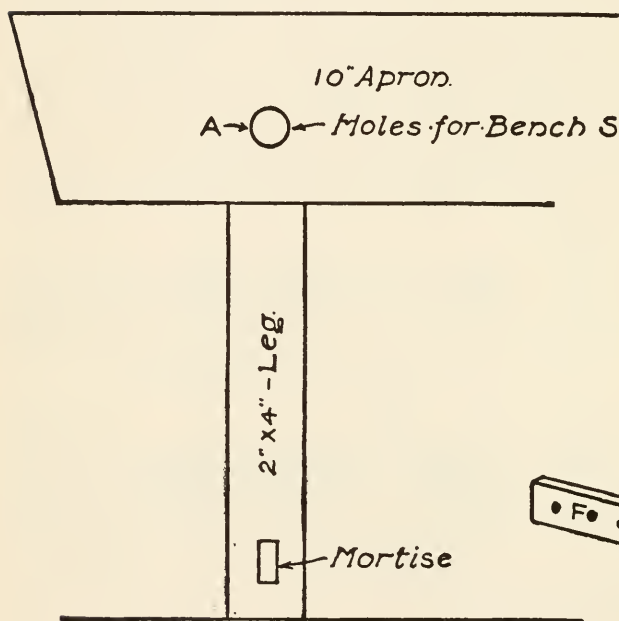 10" Apron.
A Holes·for·Bench S
2"x4"-Leg.
F
Mortise